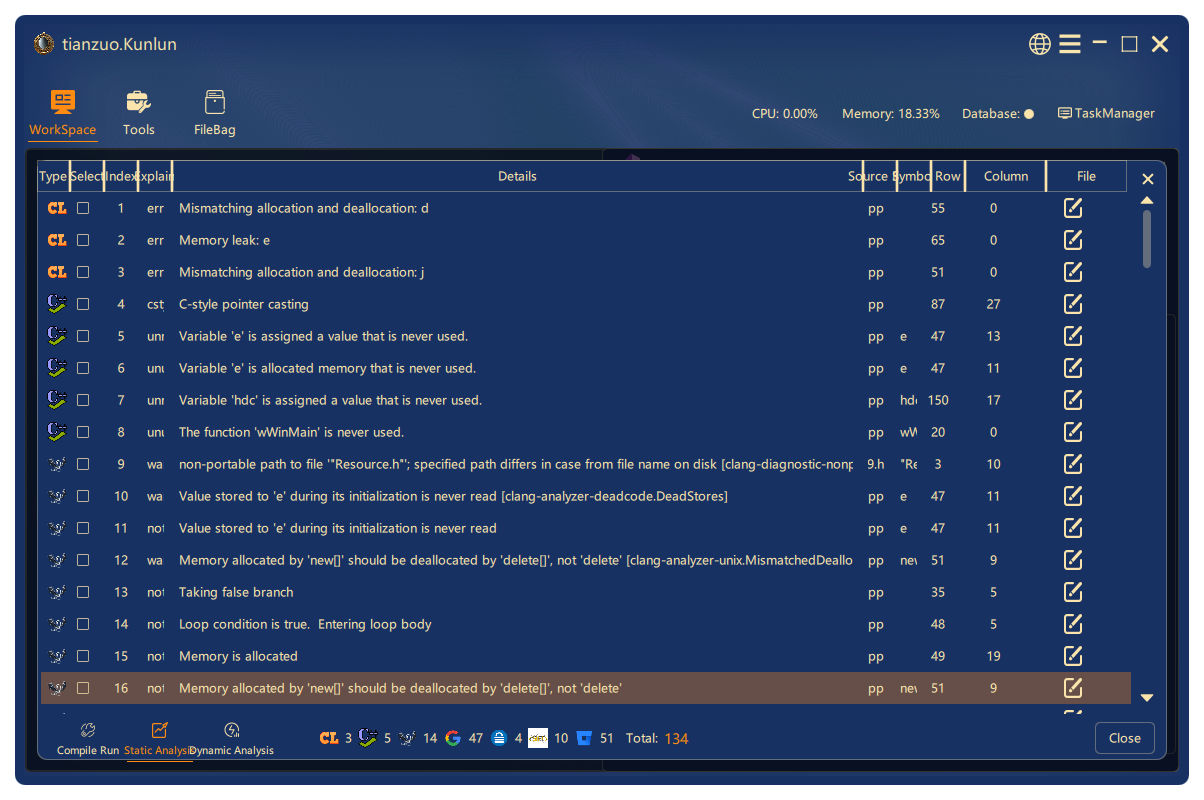 tianzuo.Kunlun
WorkSpace Tools FileBag CPU: 0.00% Memory: 18.33% Database: TaskManager
Type Select Index Explain Details Source Symbo Row Column File
CL 1 err Mismatching allocation and deallocation: d pp 55 0
CL 2 err Memory leak: e pp 65 0
CL 3 err Mismatching allocation and deallocation: j pp 51 0
4 cst C-style pointer casting pp 87 27
5 unr Variable 'e' is assigned a value that is never used. pp e 47 13
6 unu Variable 'e' is allocated memory that is never used. pp e 47 11
7 unr Variable 'hdc' is assigned a value that is never used. pp hdc 150 17
8 unu The function 'wWinMain' is never used. pp wW 20 0
9 wa non-portable path to file '"Resource.h"'; specified path differs in case from file name on disk [clang-diagnostic-nonp 9.h "Re 3 10
10 wa Value stored to 'e' during its initialization is never read [clang-analyzer-deadcode.DeadStores] pp e 47 11
11 not Value stored to 'e' during its initialization is never read pp e 47 11
12 wa Memory allocated by 'new[]' should be deallocated by 'delete[]', not 'delete' [clang-analyzer-unix.MismatchedDeallo pp new 51 9
13 not Taking false branch pp 35 5
14 not Loop condition is true.  Entering loop body pp 48 5
15 not Memory is allocated pp 49 19
16 not Memory allocated by 'new[]' should be deallocated by 'delete[]', not 'delete' pp new 51 9
CL 3 5 14 47 4 10 51 Total: 134 Close
Compile Run Static Analysis Dynamic Analysis